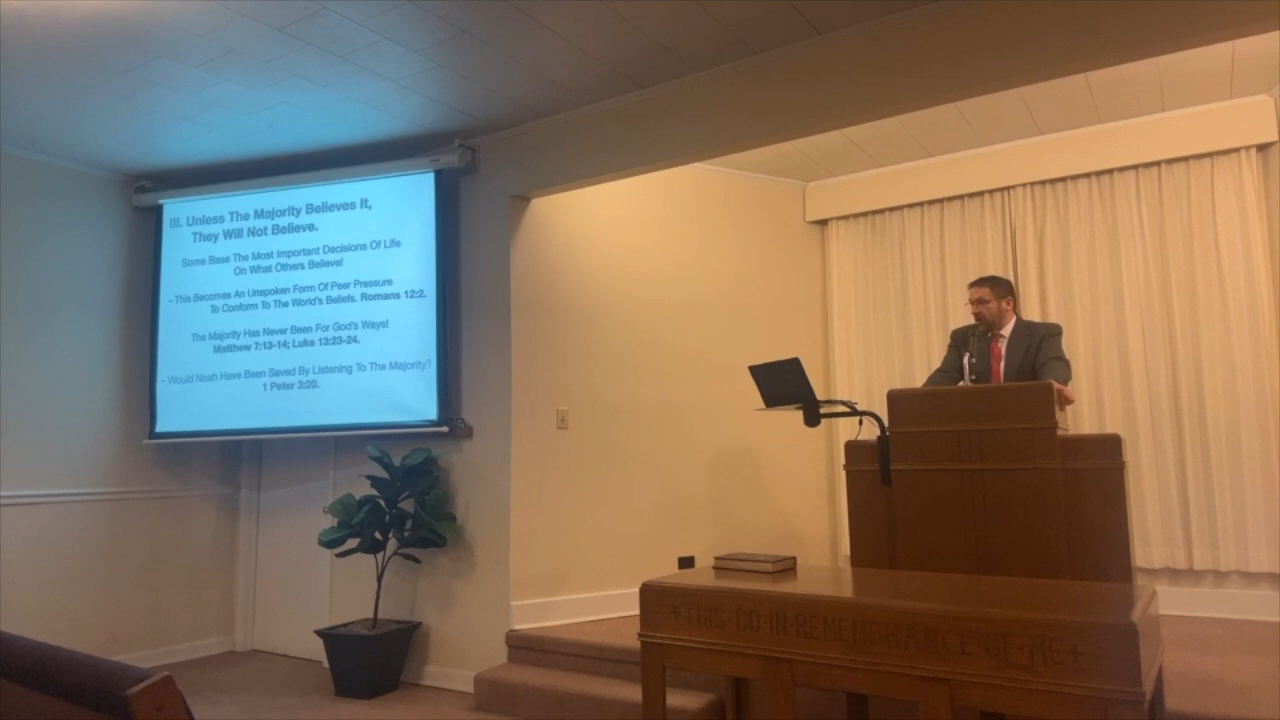 III. Unless The Majority Believes It,
They Will Not Believe.
Some Base The Most Important Decisions Of Life
On What Others Believe!
- This Becomes An Unspoken Form Of Peer Pressure
To Conform To The World's Beliefs. Romans 12:2.
The Majority Has Never Been For God's Ways!
Matthew 7:13-14; Luke 13:23-24.
- Would Noah Have Been Saved By Listening To The Majority?
1 Peter 3:20.
+THIS·DO·IN·REMEMBRANCE·OF·ME+